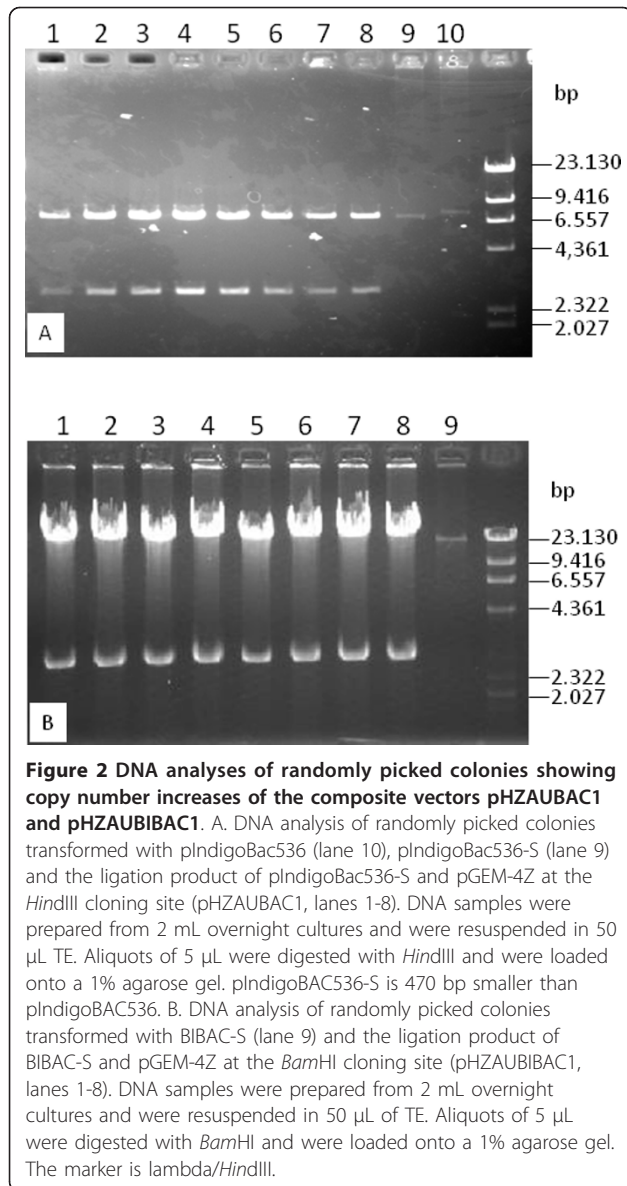 1 2 3 4 5 6 7 8 9 10
bp
23.130
9.416
6.557
4,361
2.322
2.027
A
1 2 3 4 5 6 7 8 9
bp
23.130
9.416
6.557
4.361
2.322
2.027
B
Figure 2 DNA analyses of randomly picked colonies showing
copy number increases of the composite vectors pHZAUBAC1
and pHZAUBIBAC1. A. DNA analysis of randomly picked colonies
transformed with pIndigoBac536 (lane 10), pIndigoBac536-S (lane 9)
and the ligation product of pIndigoBac536-S and pGEM-4Z at the
HindIII cloning site (pHZAUBAC1, lanes 1-8). DNA samples were
prepared from 2 mL overnight cultures and were resuspended in 50
μL TE. Aliquots of 5 μL were digested with HindIII and were loaded
onto a 1% agarose gel. pIndigoBAC536-S is 470 bp smaller than
pIndigoBAC536. B. DNA analysis of randomly picked colonies
transformed with BIBAC-S (lane 9) and the ligation product of
BIBAC-S and pGEM-4Z at the BamHI cloning site (pHZAUBIBAC1,
lanes 1-8). DNA samples were prepared from 2 mL overnight
cultures and were resuspended in 50 μL of TE. Aliquots of 5 μL
were digested with BamHI and were loaded onto a 1% agarose gel.
The marker is lambda/HindIII.